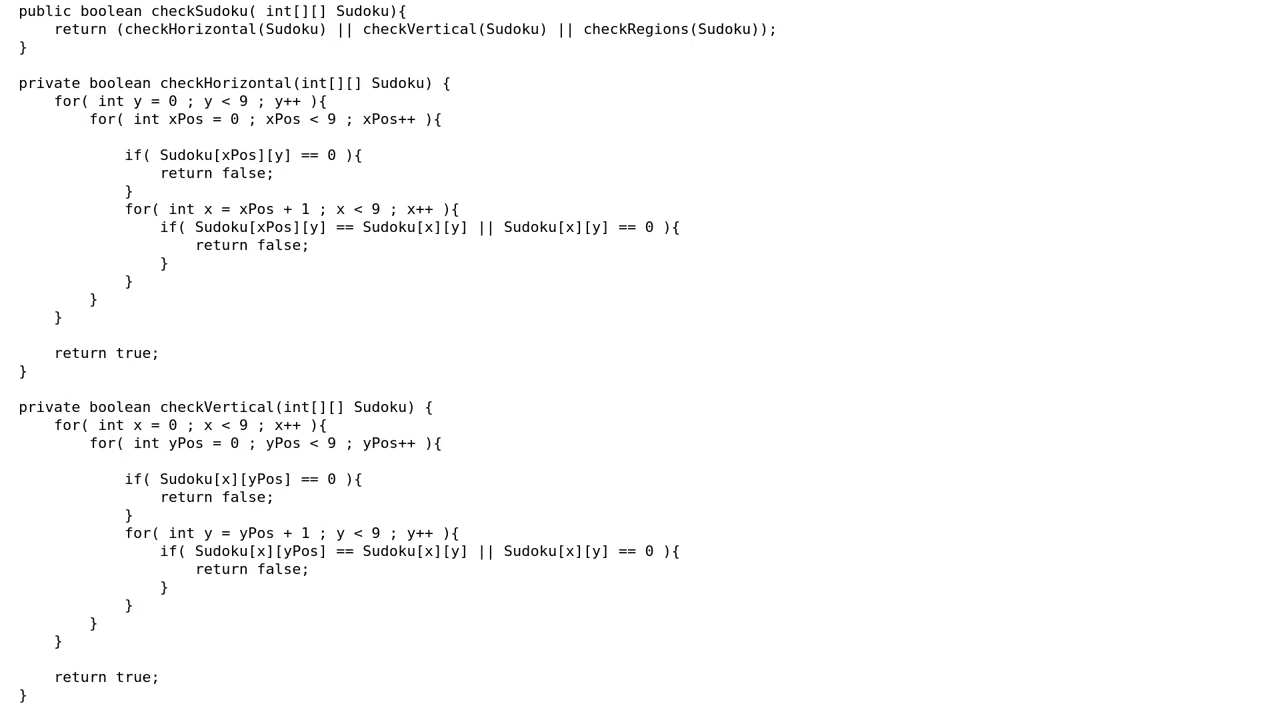 public boolean checkSudoku( int[][] Sudoku){
    return (checkHorizontal(Sudoku) || checkVertical(Sudoku) || checkRegions(Sudoku));
}

private boolean checkHorizontal(int[][] Sudoku) {
    for( int y = 0 ; y < 9 ; y++ ){
        for( int xPos = 0 ; xPos < 9 ; xPos++ ){

            if( Sudoku[xPos][y] == 0 ){
                return false;
            }
            for( int x = xPos + 1 ; x < 9 ; x++ ){
                if( Sudoku[xPos][y] == Sudoku[x][y] || Sudoku[x][y] == 0 ){
                    return false;
                }
            }
        }
    }

    return true;
}

private boolean checkVertical(int[][] Sudoku) {
    for( int x = 0 ; x < 9 ; x++ ){
        for( int yPos = 0 ; yPos < 9 ; yPos++ ){

            if( Sudoku[x][yPos] == 0 ){
                return false;
            }
            for( int y = yPos + 1 ; y < 9 ; y++ ){
                if( Sudoku[x][yPos] == Sudoku[x][y] || Sudoku[x][y] == 0 ){
                    return false;
                }
            }
        }
    }

    return true;
}